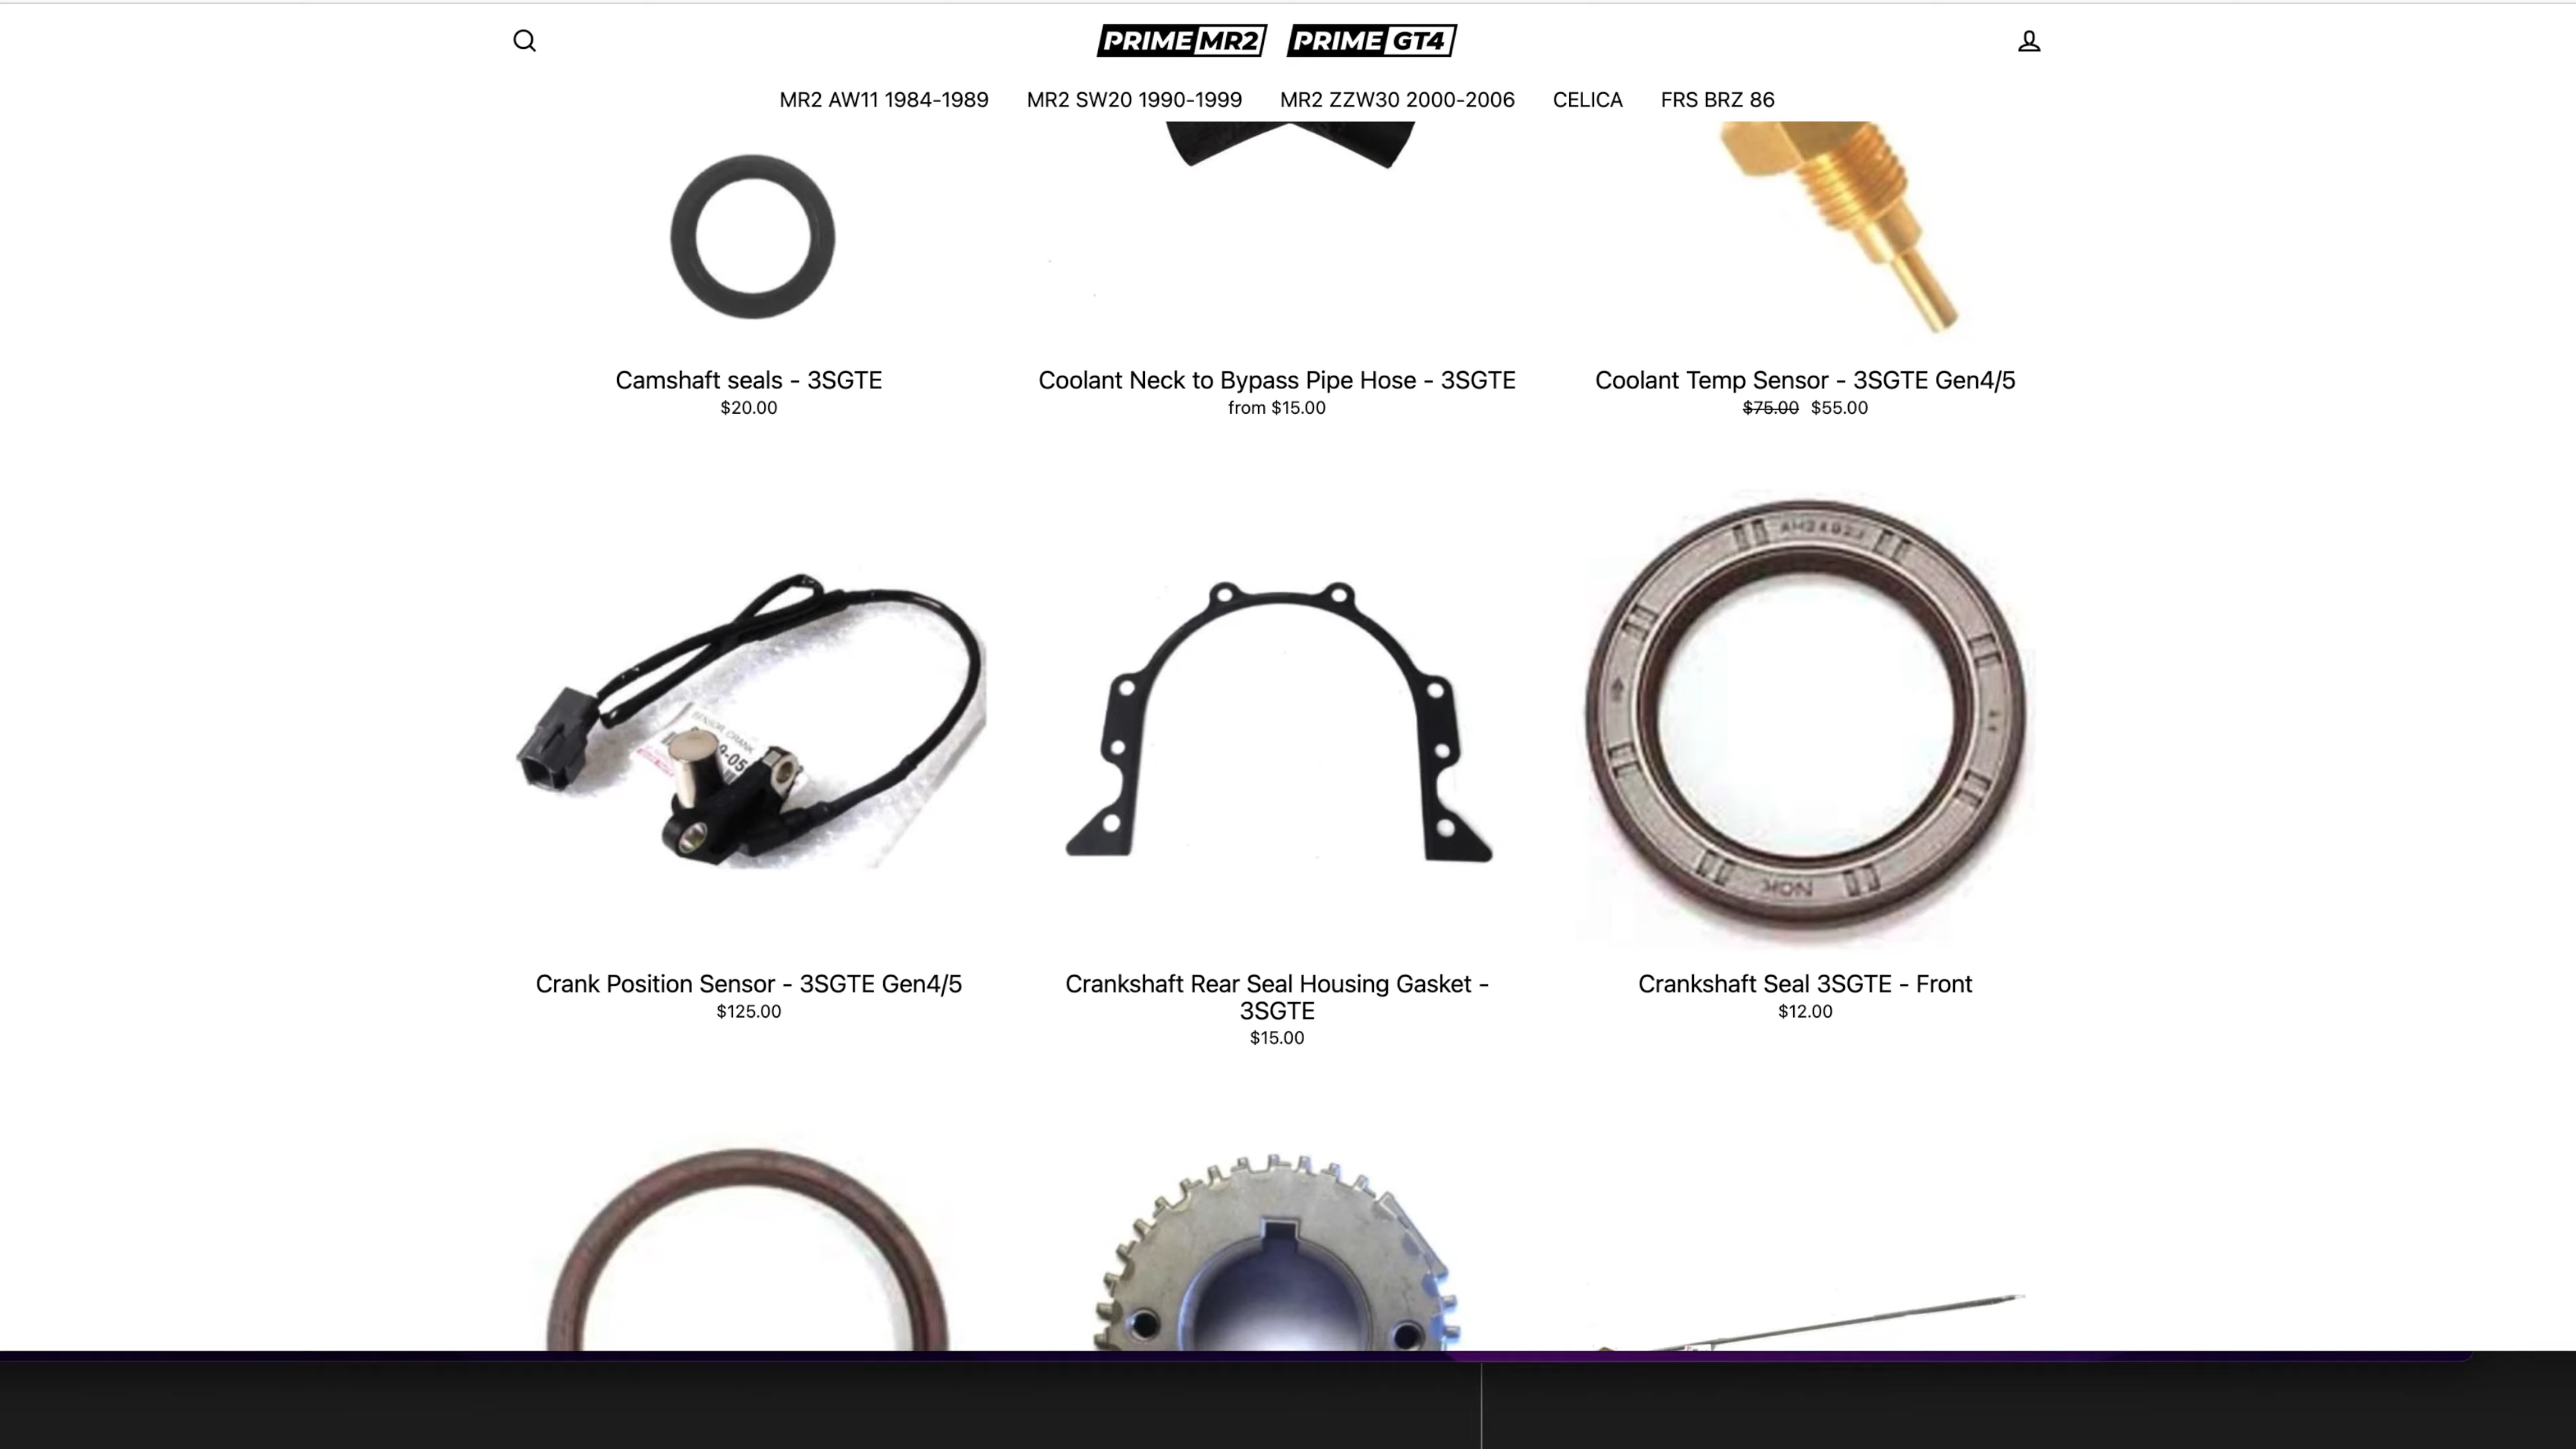 PRIME MR2 PRIME GT4
MR2 AW11 1984-1989 MR2 SW20 1990-1999 MR2 ZZW30 2000-2006 CELICA FRS BRZ 86
Camshaft seals - 3SGTE
$20.00
Coolant Neck to Bypass Pipe Hose - 3SGTE
from $15.00
Coolant Temp Sensor - 3SGTE Gen4/5
$75.00 $55.00
SENSOR, CRANK
NOK
Crank Position Sensor - 3SGTE Gen4/5
$125.00
Crankshaft Rear Seal Housing Gasket -
3SGTE
$15.00
Crankshaft Seal 3SGTE - Front
$12.00